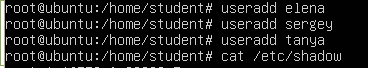 root@ubuntu:/home/student# useradd elena
root@ubuntu:/home/student# useradd sergey
root@ubuntu:/home/student# useradd tanya
root@ubuntu:/home/student# cat /etc/shadow